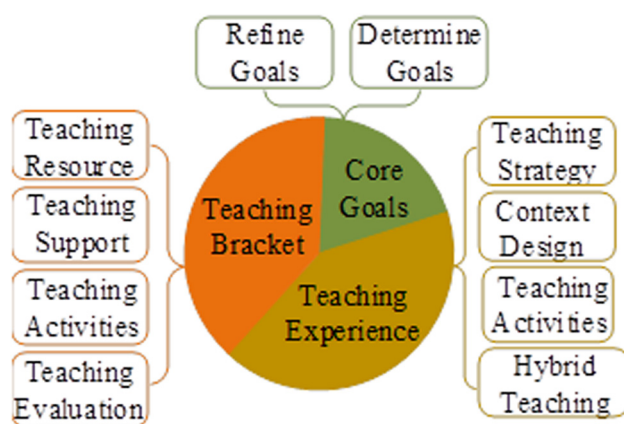 Refine
Goals
Determine
Goals
Teaching
Resource
Teaching
Support
Teaching
Activities
Teaching
Evaluation
Teaching
Bracket
Core
Goals
Teaching
Experience
Teaching
Strategy
Context
Design
Teaching
Activities
Hybrid
Teaching